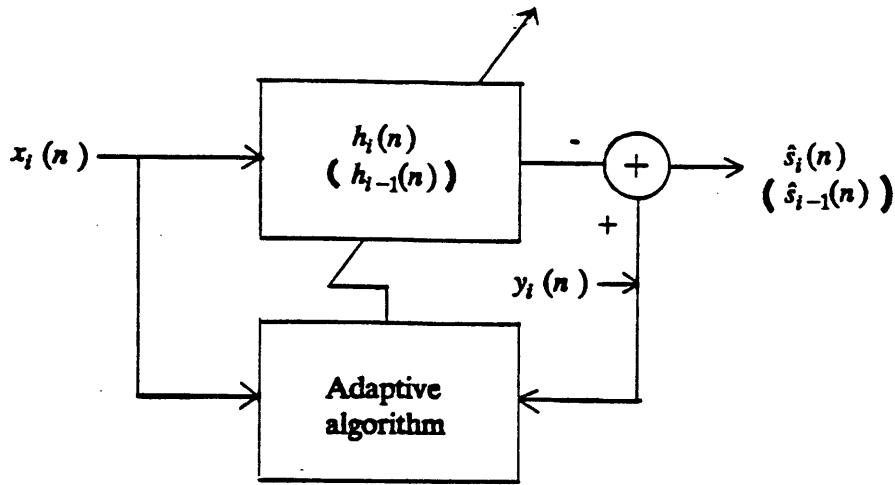 x_i(n)
h_i(n)
(h_{i-1}(n))
-
+
ŝ_i(n)
(ŝ_{i-1}(n))
+
y_i(n)
Adaptive
algorithm